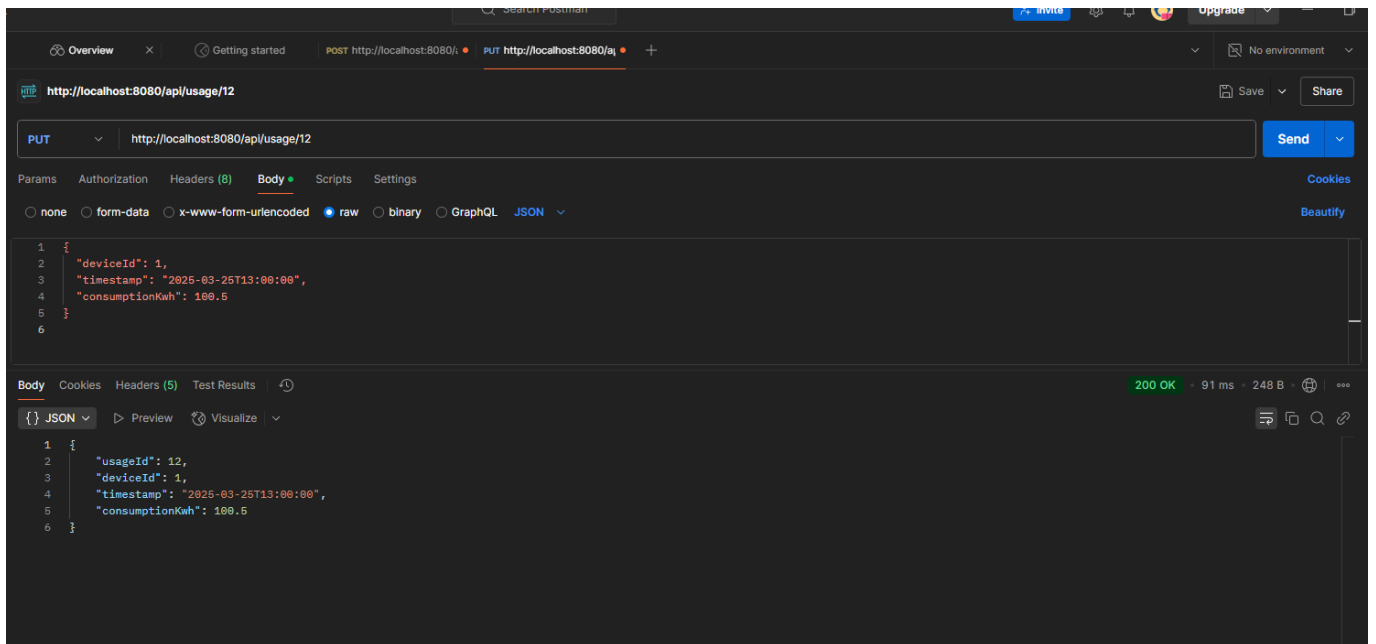 Search Postman Invite Upgrade
Overview × Getting started POST http://localhost:8080/a PUT http://localhost:8080/a + No environment
HTTP http://localhost:8080/api/usage/12 Save Share
PUT http://localhost:8080/api/usage/12 Send
Params Authorization Headers (8) Body Scripts Settings Cookies
none form-data x-www-form-urlencoded raw binary GraphQL JSON Beautify
1 {
2 "deviceId": 1,
3 "timestamp": "2025-03-25T13:00:00",
4 "consumptionKwh": 100.5
5 }
6
Body Cookies Headers (5) Test Results 200 OK • 91 ms • 248 B •
{} JSON Preview Visualize
1 {
2 "usageId": 12,
3 "deviceId": 1,
4 "timestamp": "2025-03-25T13:00:00",
5 "consumptionKwh": 100.5
6 }